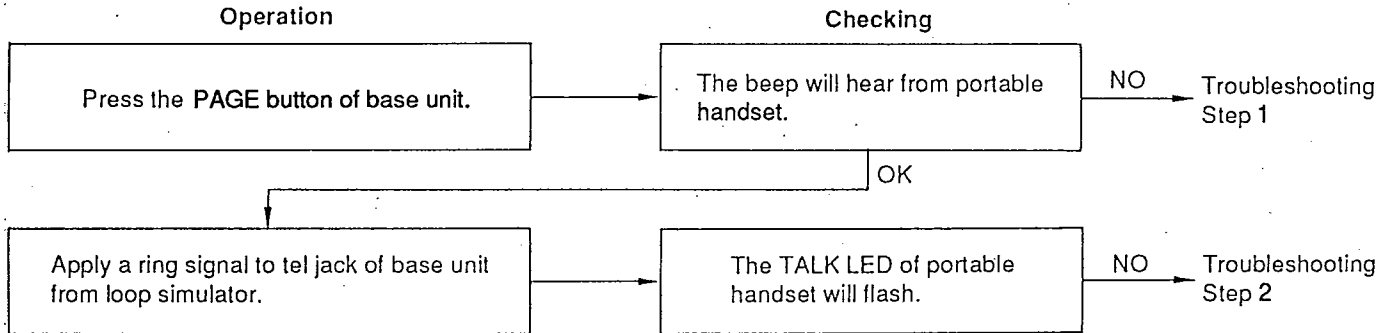 Operation
Checking
Press the PAGE button of base unit.
The beep will hear from portable
handset.
NO
Troubleshooting
Step 1
OK
Apply a ring signal to tel jack of base unit
from loop simulator.
The TALK LED of portable
handset will flash.
NO
Troubleshooting
Step 2